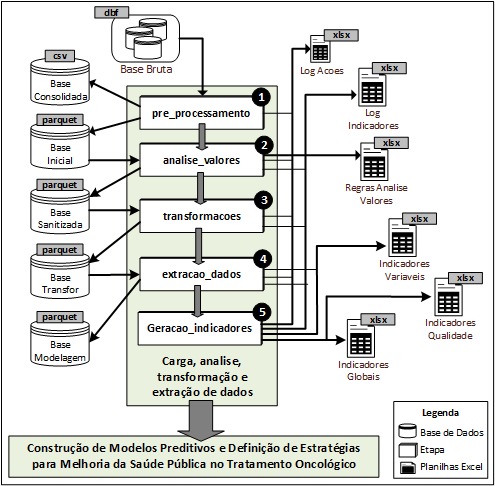 dbf
Base Bruta
csv
Base
Consolidada
parquet
Base
Inicial
parquet
Base
Sanitizada
parquet
Base
Transfor
parquet
Base
Modelagem
1
pre_processamento
2
analise_valores
3
transformacoes
4
extracao_dados
5
Geracao_indicadores
Carga, analise,
transformação e
extração de dados
xlsx
Log Acoes
xlsx
Log
Indicadores
xlsx
Regras Analise
Valores
xlsx
Indicadores
Variaveis
xlsx
Indicadores
Qualidade
xlsx
Indicadores
Globais
Construção de Modelos Preditivos e Definição de Estratégias
para Melhoria da Saúde Pública no Tratamento Oncológico
Legenda
Base de Dados
Etapa
Planilhas Excel